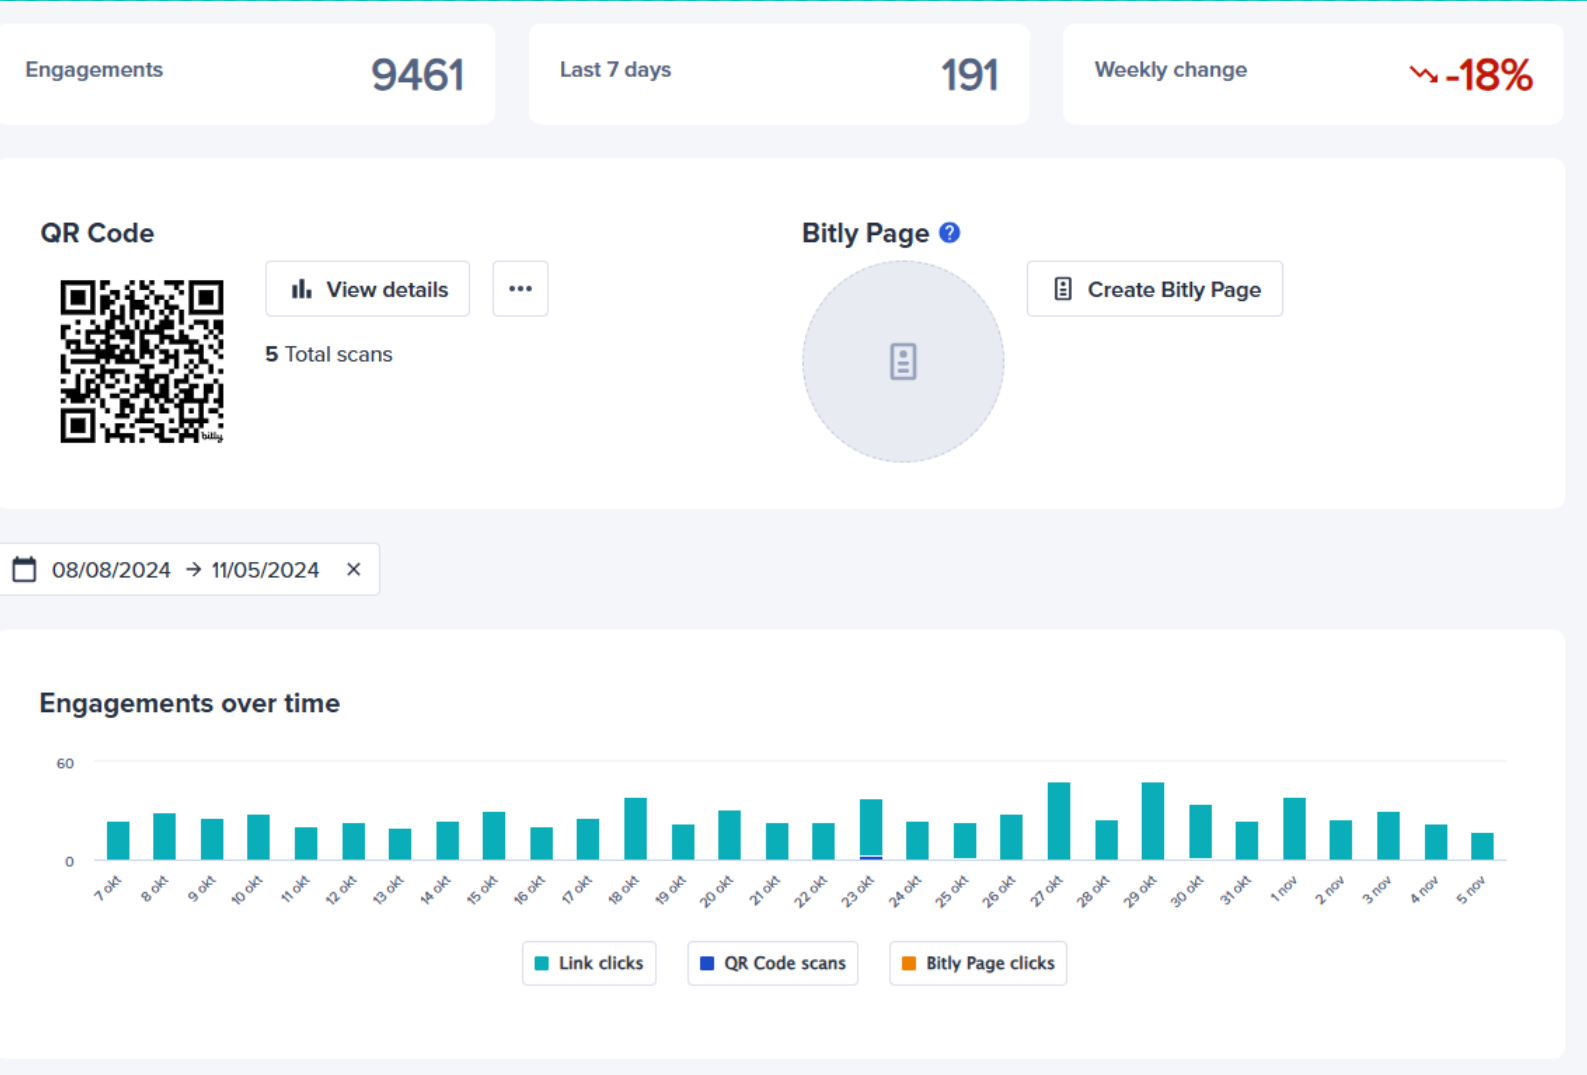 Engagements 9461
Last 7 days 191
Weekly change -18%
QR Code
View details
...
5 Total scans
bitly
Bitly Page ?
Create Bitly Page
08/08/2024 → 11/05/2024 ×
Engagements over time
60
0
7 okt 8 okt 9 okt 10 okt 11 okt 12 okt 13 okt 14 okt 15 okt 16 okt 17 okt 18 okt 19 okt 20 okt 21 okt 22 okt 23 okt 24 okt 25 okt 26 okt 27 okt 28 okt 29 okt 30 okt 31 okt 1 nov 2 nov 3 nov 4 nov 5 nov
Link clicks QR Code scans Bitly Page clicks